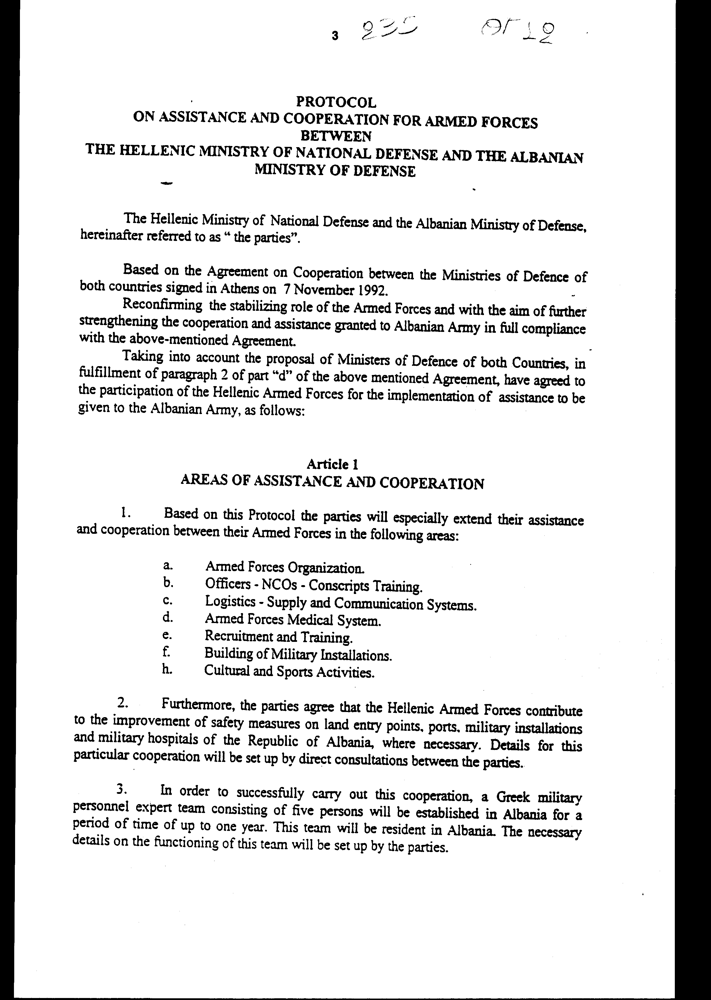 3
PROTOCOL
ON ASSISTANCE AND COOPERATION FOR ARMED FORCES
BETWEEN
THE HELLENIC MINISTRY OF NATIONAL DEFENSE AND THE ALBANIAN
MINISTRY OF DEFENSE
The Hellenic Ministry of National Defense and the Albanian Ministry of Defense,
hereinafter referred to as “ the parties”.
Based on the Agreement on Cooperation between the Ministries of Defence of
both countries signed in Athens on 7 November 1992.
Reconfirming the stabilizing role of the Armed Forces and with the aim of further
strengthening the cooperation and assistance granted to Albanian Army in full compliance
with the above-mentioned Agreement.
Taking into account the proposal of Ministers of Defence of both Countries, in
fulfillment of paragraph 2 of part “d” of the above mentioned Agreement, have agreed to
the participation of the Hellenic Armed Forces for the implementation of assistance to be
given to the Albanian Army, as follows:
Article 1
AREAS OF ASSISTANCE AND COOPERATION
1. Based on this Protocol the parties will especially extend their assistance
and cooperation between their Armed Forces in the following areas:
a. Armed Forces Organization.
b. Officers - NCOs - Conscripts Training.
c. Logistics - Supply and Communication Systems.
d. Armed Forces Medical System.
e. Recruitment and Training.
f. Building of Military Installations.
h. Cultural and Sports Activities.
2. Furthermore, the parties agree that the Hellenic Armed Forces contribute
to the improvement of safety measures on land entry points, ports, military installations
and military hospitals of the Republic of Albania, where necessary. Details for this
particular cooperation will be set up by direct consultations between the parties.
3. In order to successfully carry out this cooperation, a Greek military
personnel expert team consisting of five persons will be established in Albania for a
period of time of up to one year. This team will be resident in Albania. The necessary
details on the functioning of this team will be set up by the parties.